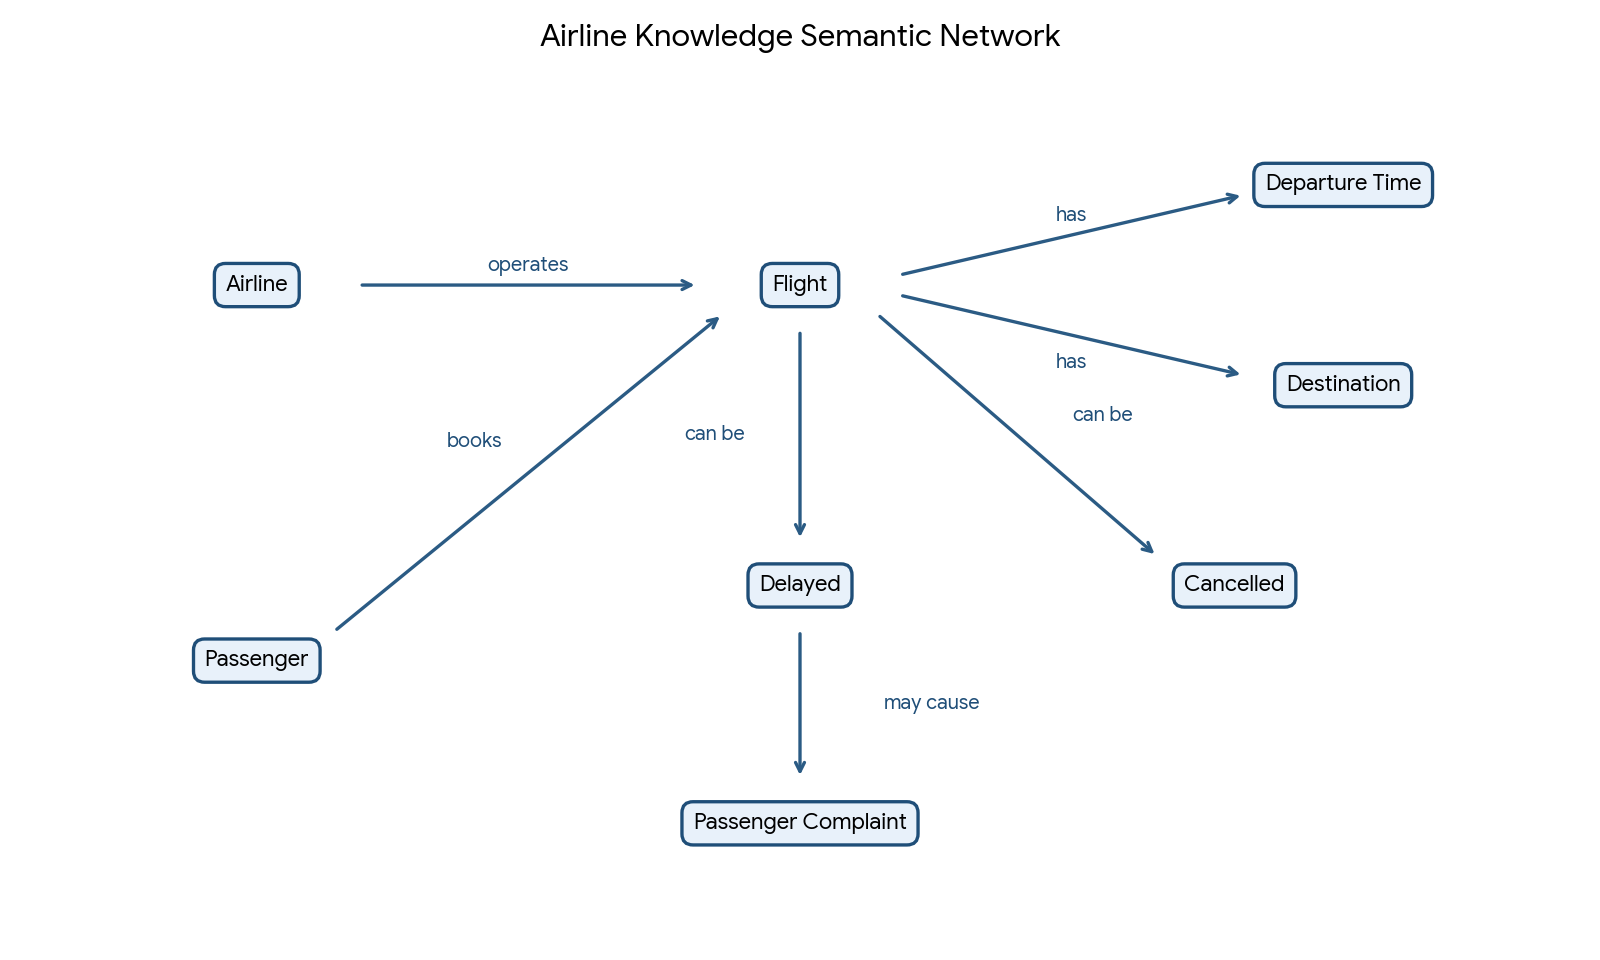 Airline Knowledge Semantic Network
Departure Time
has
operates
Airline
Flight
has
Destination
can be
can be
books
Delayed
Cancelled
Passenger
may cause
Passenger Complaint